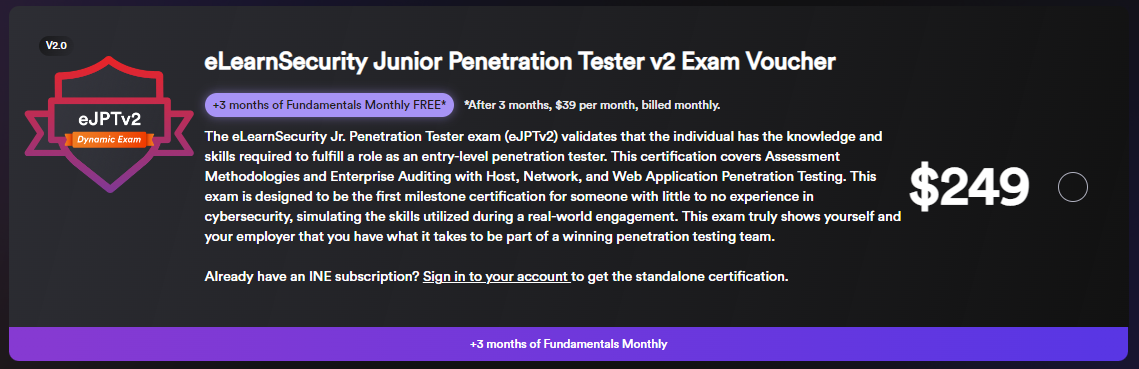 V2.0
eLearnSecurity Junior Penetration Tester v2 Exam Voucher
+3 months of Fundamentals Monthly FREE* *After 3 months, $39 per month, billed monthly.
eJPTv2
Dynamic Exam
The eLearnSecurity Jr. Penetration Tester exam (eJPTv2) validates that the individual has the knowledge and
skills required to fulfill a role as an entry-level penetration tester. This certification covers Assessment
Methodologies and Enterprise Auditing with Host, Network, and Web Application Penetration Testing. This
exam is designed to be the first milestone certification for someone with little to no experience in
cybersecurity, simulating the skills utilized during a real-world engagement. This exam truly shows yourself and
your employer that you have what it takes to be part of a winning penetration testing team.
$249
Already have an INE subscription? Sign in to your account to get the standalone certification.
+3 months of Fundamentals Monthly